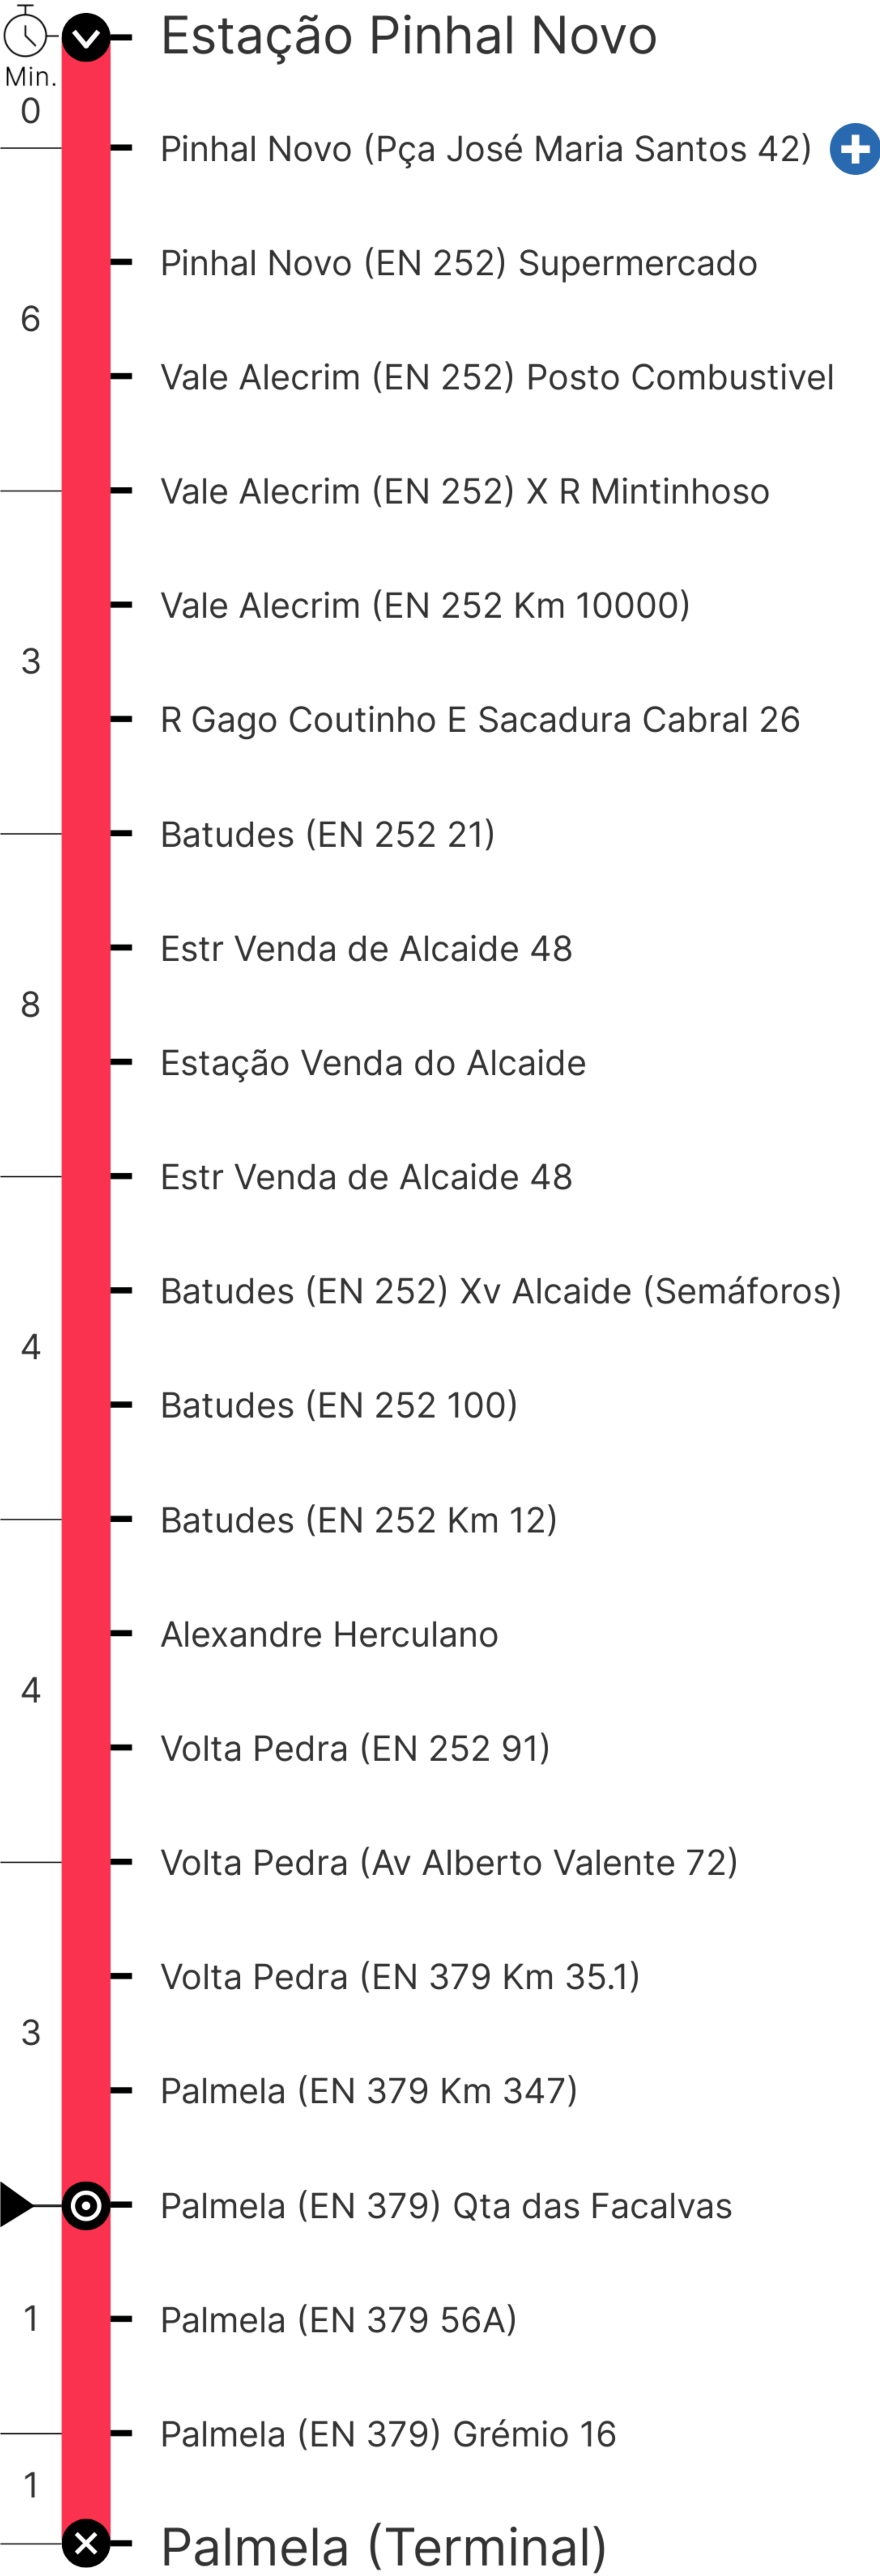 Estação Pinhal Novo
Min.
0
Pinhal Novo (Pça José Maria Santos 42)
Pinhal Novo (EN 252) Supermercado
6
Vale Alecrim (EN 252) Posto Combustivel
Vale Alecrim (EN 252) X R Mintinhoso
Vale Alecrim (EN 252 Km 10000)
3
R Gago Coutinho E Sacadura Cabral 26
Batudes (EN 252 21)
Estr Venda de Alcaide 48
8
Estação Venda do Alcaide
Estr Venda de Alcaide 48
Batudes (EN 252) Xv Alcaide (Semáforos)
4
Batudes (EN 252 100)
Batudes (EN 252 Km 12)
Alexandre Herculano
4
Volta Pedra (EN 252 91)
Volta Pedra (Av Alberto Valente 72)
Volta Pedra (EN 379 Km 35.1)
3
Palmela (EN 379 Km 347)
Palmela (EN 379) Qta das Facalvas
1
Palmela (EN 379 56A)
Palmela (EN 379) Grémio 16
1
Palmela (Terminal)